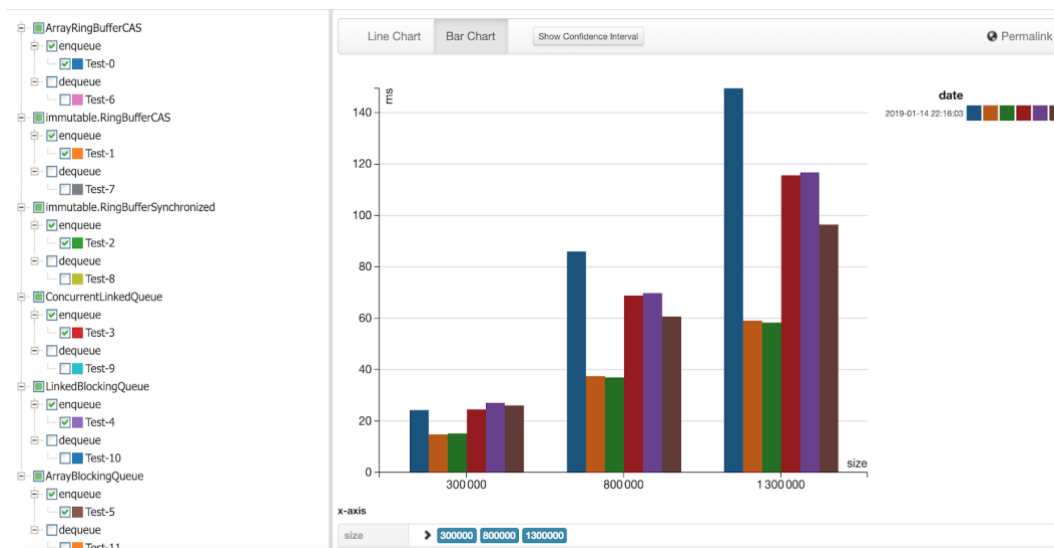 ArrayRingBufferCAS
enqueue
Test-0
dequeue
Test-6
immutable.RingBufferCAS
enqueue
Test-1
dequeue
Test-7
immutable.RingBufferSynchronized
enqueue
Test-2
dequeue
Test-8
ConcurrentLinkedQueue
enqueue
Test-3
dequeue
Test-9
LinkedBlockingQueue
enqueue
Test-4
dequeue
Test-10
ArrayBlockingQueue
enqueue
Test-5
dequeue
Test-11
Line Chart Bar Chart Show Confidence Interval Permalink
ms
140
120
100
80
60
40
20
0
size
300 000 800 000 1 300 000
date
2019-01-14 22:16:03
x-axis
size 300000 800000 1300000